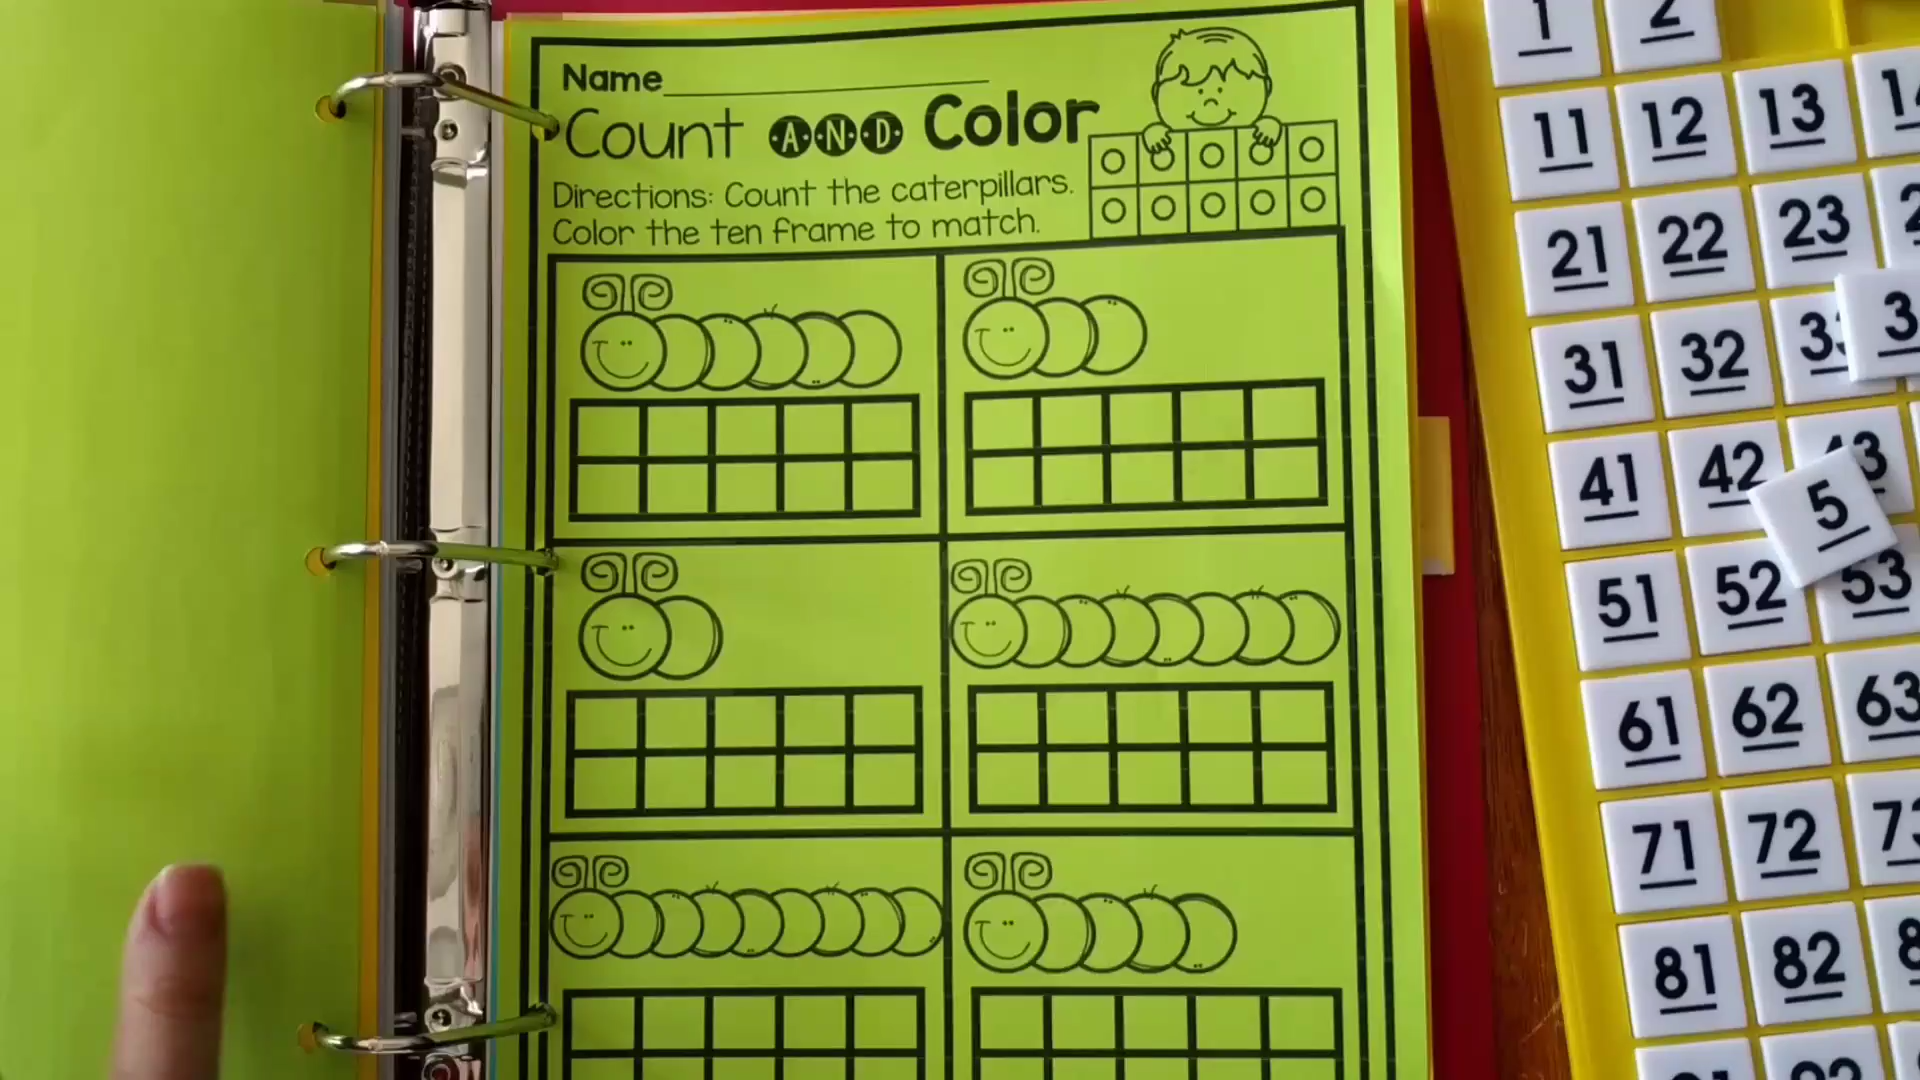 Name
Count AND Color
Directions: Count the caterpillars.
Color the ten frame to match.
1 2
11 12 13
21 22 23
31 32
41 42
5
51 52 53
61 62 63
71 72
81 82